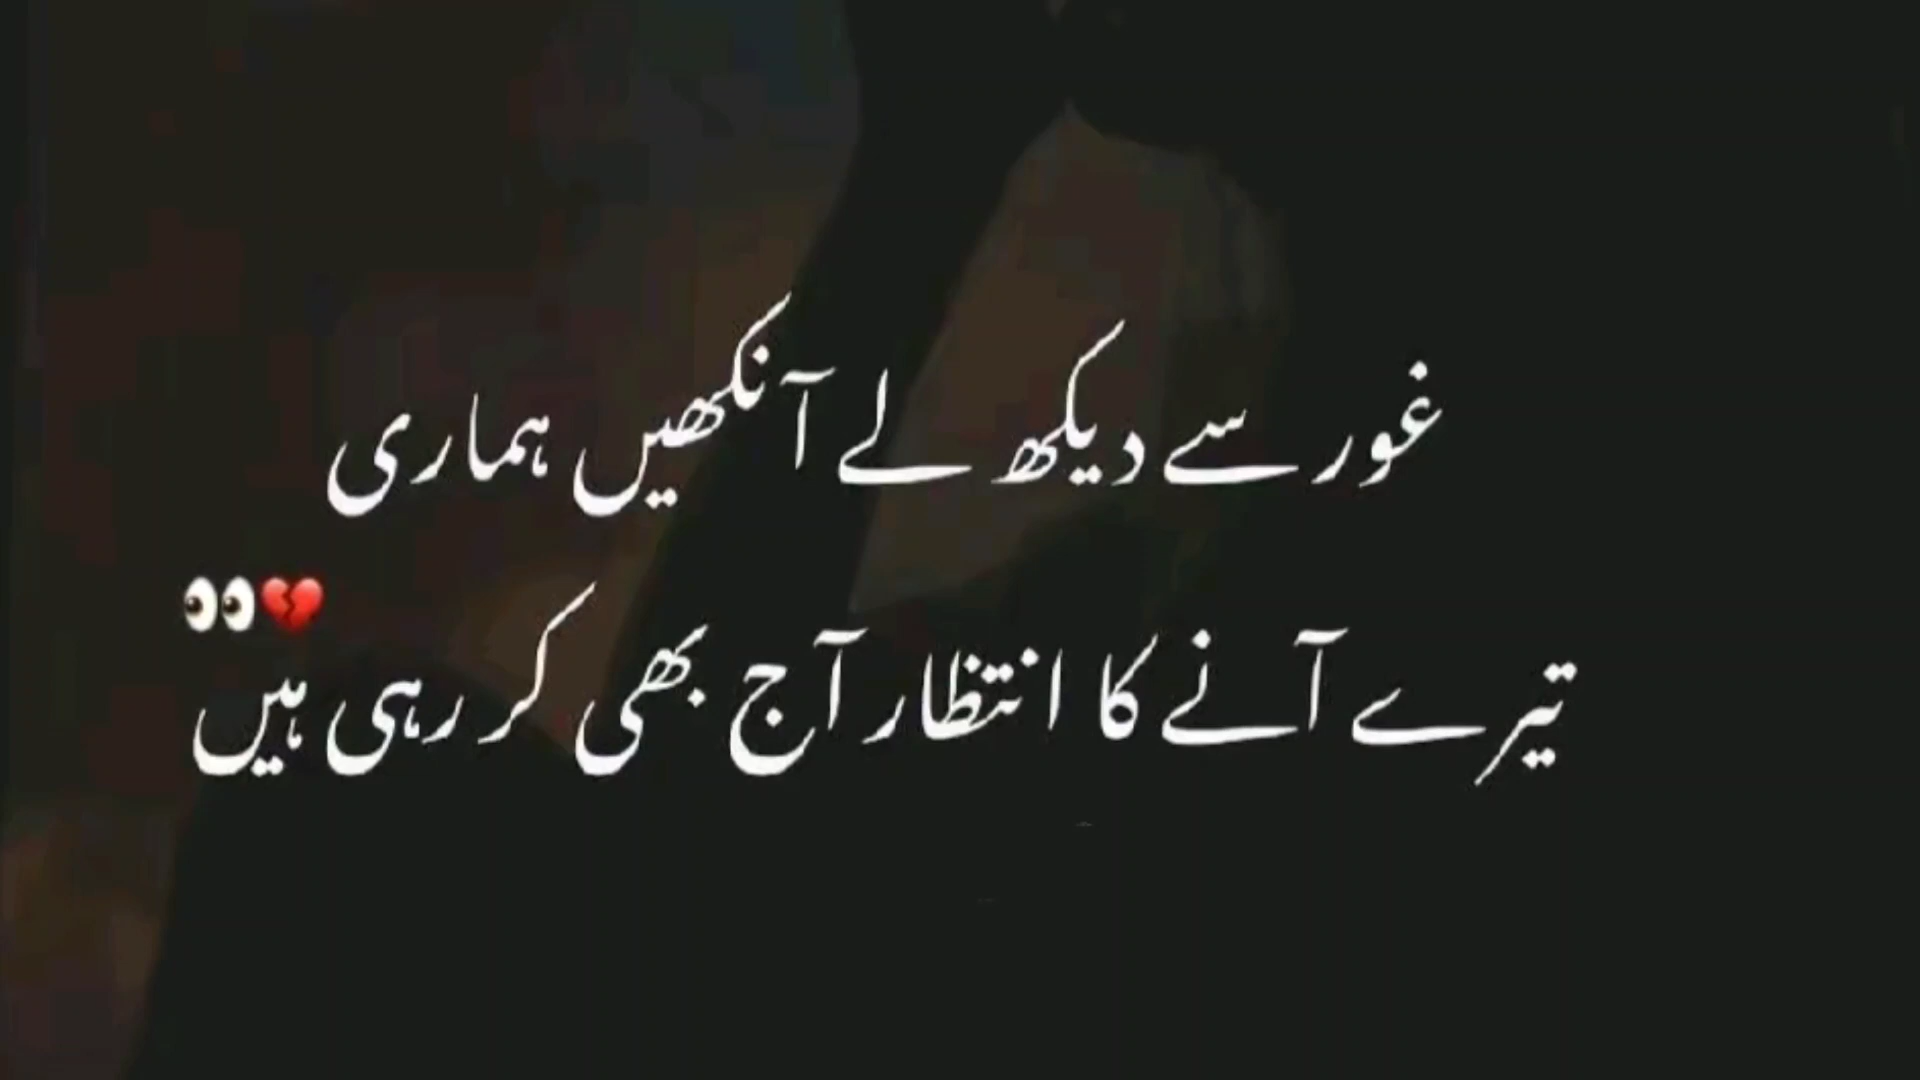 غور سے دیکھ لے آنکھیں ہماری
تیرے آنے کا انتظار آج بھی کر رہی ہیں 💔👀